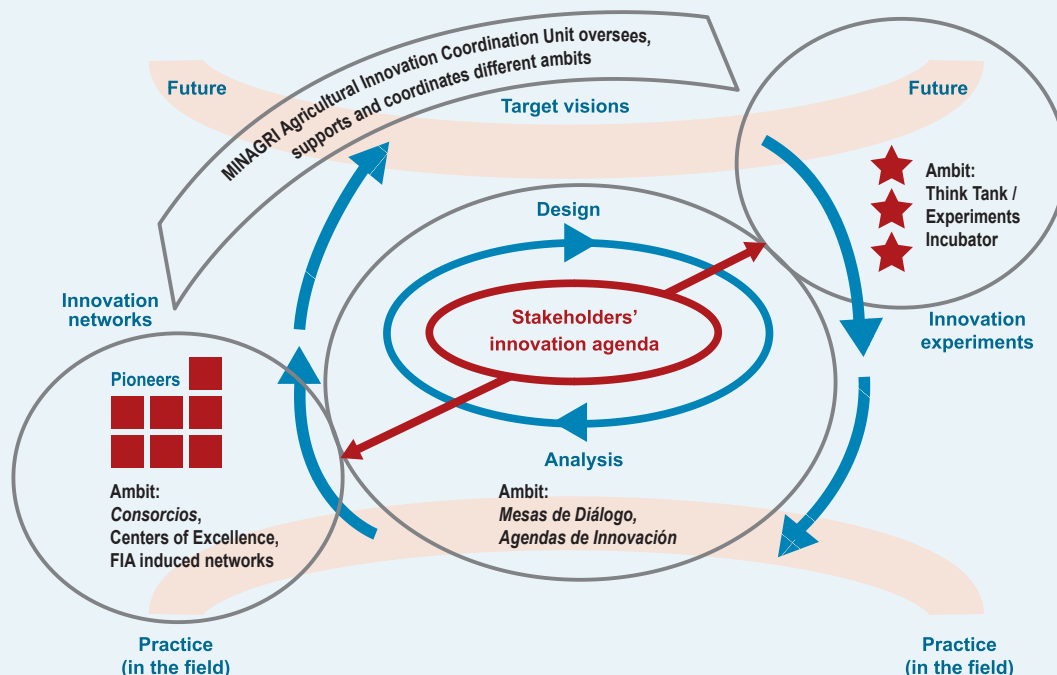 MINAGRI Agricultural Innovation Coordination Unit oversees,
supports and coordinates different ambits
Future
Target visions
Future
Ambit:
Think Tank /
Experiments
Incubator
Design
Stakeholders’
innovation agenda
Analysis
Innovation
networks
Innovation
experiments
Pioneers
Ambit:
Consorcios,
Centers of Excellence,
FIA induced networks
Ambit:
Mesas de Diálogo,
Agendas de Innovación
Practice
(in the field)
Practice
(in the field)